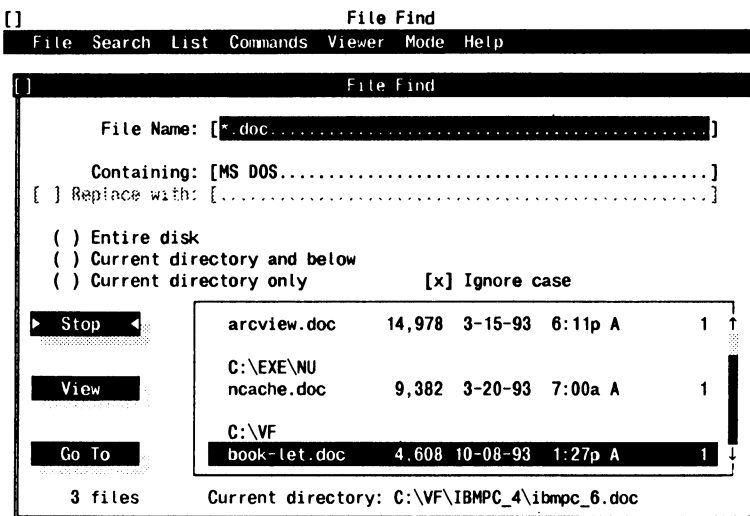 [] File Find
File Search List Commands Viewer Mode Help
[] File Find
File Name: [*.doc.................................................]
Containing: [MS DOS...............................................]
[ ] Replace with: [.....................................................]
( ) Entire disk
( ) Current directory and below
( ) Current directory only [x] Ignore case
Stop
arcview.doc 14,978 3-15-93 6:11p A 1
C:\EXE\NU
View
ncache.doc 9,382 3-20-93 7:00a A 1
C:\VF
Go To
book-let.doc 4,608 10-08-93 1:27p A 1
3 files Current directory: C:\VF\IBMPC_4\ibmpc_6.doc